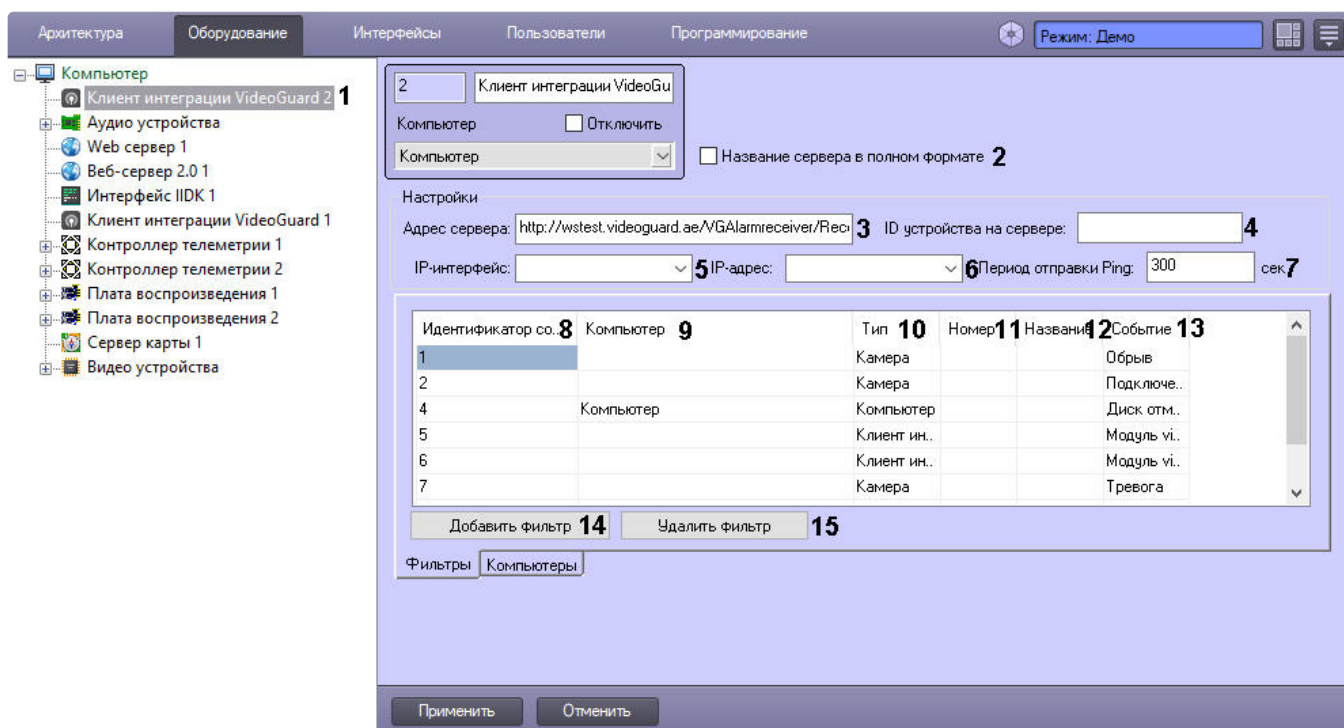 Архитектура Оборудование Интерфейсы Пользователи Программирование Режим: Демо
Компьютер
Клиент интеграции VideoGuard 2 1
Аудио устройства
Web сервер 1
Веб-сервер 2.0 1
Интерфейс IIDK 1
Клиент интеграции VideoGuard 1
Контроллер телеметрии 1
Контроллер телеметрии 2
Плата воспроизведения 1
Плата воспроизведения 2
Сервер карты 1
Видео устройства
2 Клиент интеграции VideoGu
Компьютер Отключить
Компьютер Название сервера в полном формате 2
Настройки
Адрес сервера: http://wstest.videoguard.ae/VGAlarmreceiver/Rec 3 ID устройства на сервере: 4
IP-интерфейс: 5 IP-адрес: 6 Период отправки Ping: 300 сек 7
Идентификатор со.. 8 Компьютер 9 Тип 10 Номер 11 Название 12 Событие 13
1 Камера Обрыв
2 Камера Подключе..
4 Компьютер Компьютер Диск отм..
5 Клиент ин.. Модуль vi..
6 Клиент ин.. Модуль vi..
7 Камера Тревога
Добавить фильтр 14 Удалить фильтр 15
Фильтры Компьютеры
Применить Отменить